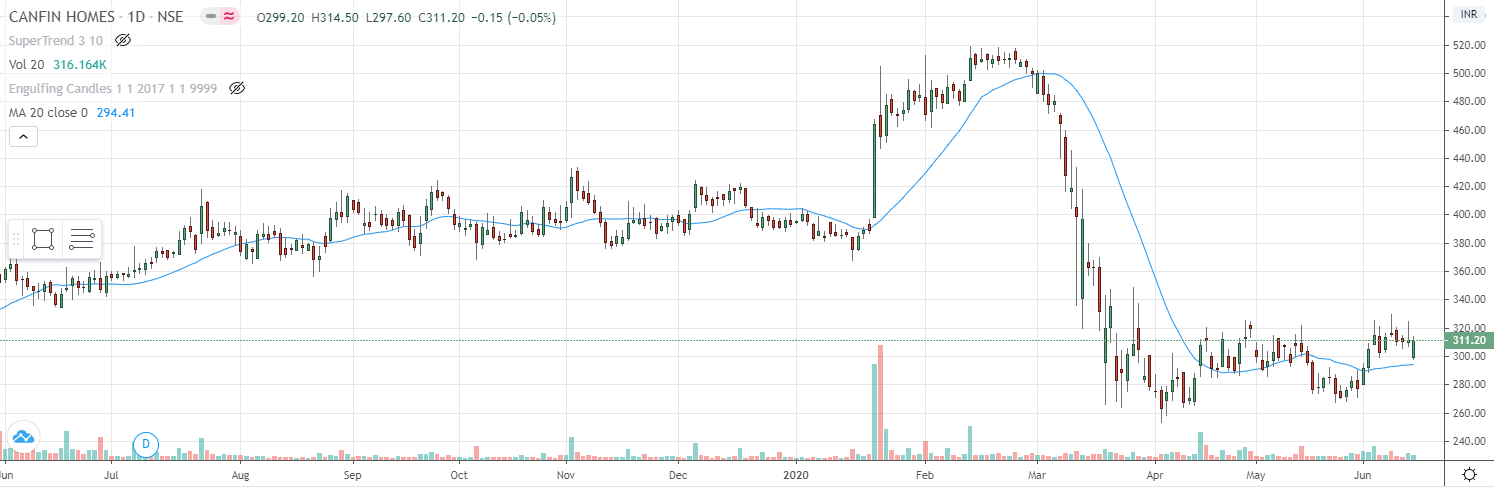 CANFIN HOMES · 1D · NSE O299.20 H314.50 L297.60 C311.20 −0.15 (−0.05%)
SuperTrend 3 10
Vol 20 316.164K
Engulfing Candles 1 1 2017 1 1 9999
MA 20 close 0 294.41
INR
520.00
500.00
480.00
460.00
440.00
420.00
400.00
380.00
360.00
340.00
320.00
311.20
300.00
280.00
260.00
240.00
D
Jun Jul Aug Sep Oct Nov Dec 2020 Feb Mar Apr May Jun